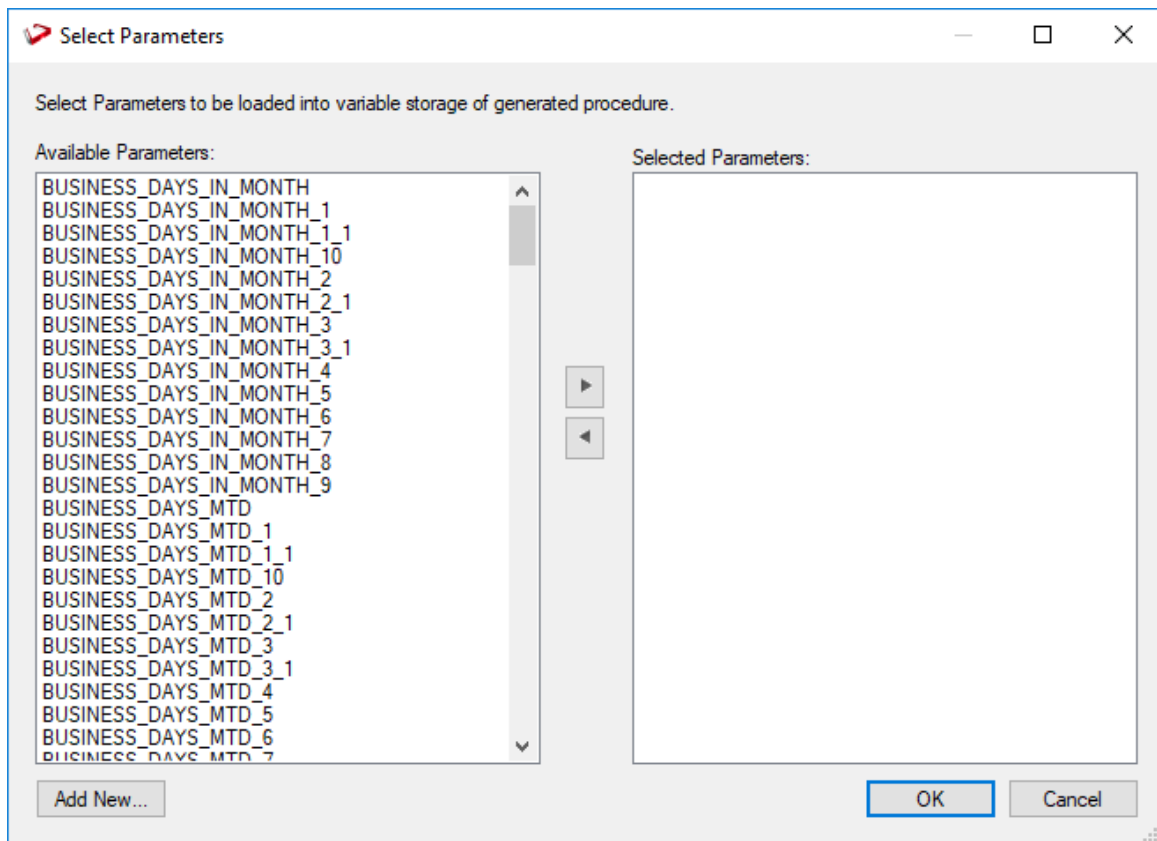 Select Parameters
Select Parameters to be loaded into variable storage of generated procedure.
Available Parameters:
BUSINESS_DAYS_IN_MONTH
BUSINESS_DAYS_IN_MONTH_1
BUSINESS_DAYS_IN_MONTH_1_1
BUSINESS_DAYS_IN_MONTH_10
BUSINESS_DAYS_IN_MONTH_2
BUSINESS_DAYS_IN_MONTH_2_1
BUSINESS_DAYS_IN_MONTH_3
BUSINESS_DAYS_IN_MONTH_3_1
BUSINESS_DAYS_IN_MONTH_4
BUSINESS_DAYS_IN_MONTH_5
BUSINESS_DAYS_IN_MONTH_6
BUSINESS_DAYS_IN_MONTH_7
BUSINESS_DAYS_IN_MONTH_8
BUSINESS_DAYS_IN_MONTH_9
BUSINESS_DAYS_MTD
BUSINESS_DAYS_MTD_1
BUSINESS_DAYS_MTD_1_1
BUSINESS_DAYS_MTD_10
BUSINESS_DAYS_MTD_2
BUSINESS_DAYS_MTD_2_1
BUSINESS_DAYS_MTD_3
BUSINESS_DAYS_MTD_3_1
BUSINESS_DAYS_MTD_4
BUSINESS_DAYS_MTD_5
BUSINESS_DAYS_MTD_6
BUSINESS_DAYS_MTD_7
Selected Parameters:
Add New...
OK
Cancel